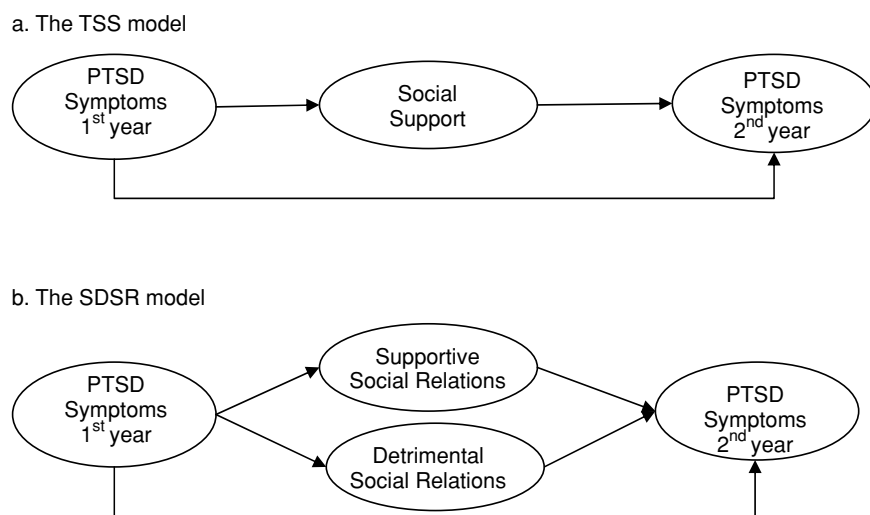 a. The TSS model
PTSD
Symptoms
1st year
Social
Support
PTSD
Symptoms
2nd year
b. The SDSR model
PTSD
Symptoms
1st year
Supportive
Social Relations
Detrimental
Social Relations
PTSD
Symptoms
2nd year